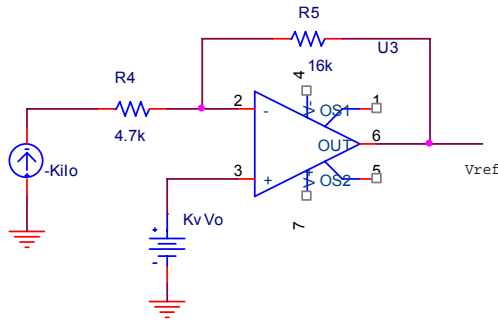 R5
16k
U3
R4
4.7k
4
V-
OS1
1
2
-
OUT
6
3
+
V+
OS2
5
7
-Kilo
Kv Vo
+
-
Vref